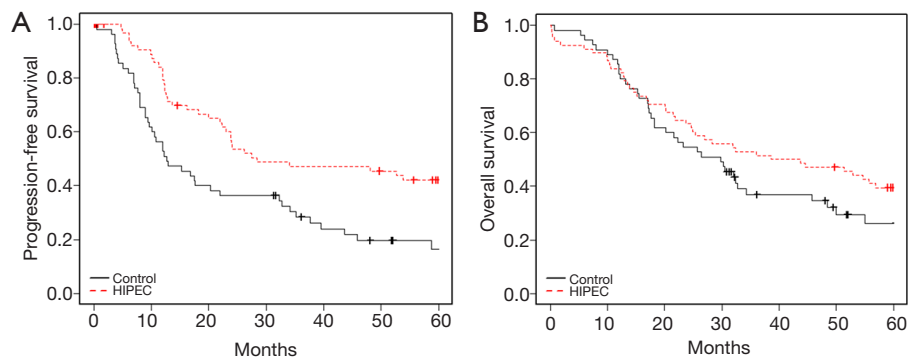 A
Progression-free survival
1.0
0.8
0.6
0.4
0.2
0.0
Control
HIPEC
0 10 20 30 40 50 60
Months
B
Overall survival
1.0
0.8
0.6
0.4
0.2
0.0
Control
HIPEC
0 10 20 30 40 50 60
Months